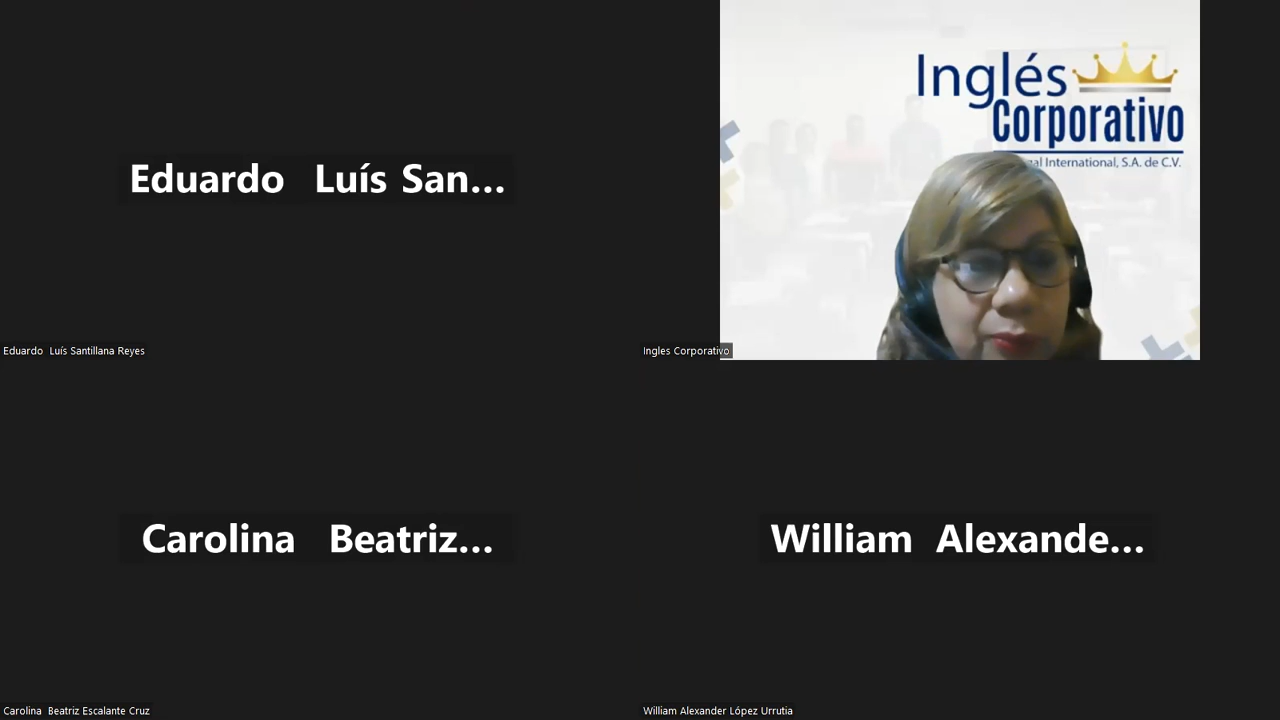 Eduardo Luís San...
Eduardo Luís Santillana Reyes
Inglés
Corporativo
al International, S.A. de C.V.
Ingles Corporativo
Carolina Beatriz...
Carolina Beatriz Escalante Cruz
William Alexande...
William Alexander López Urrutia